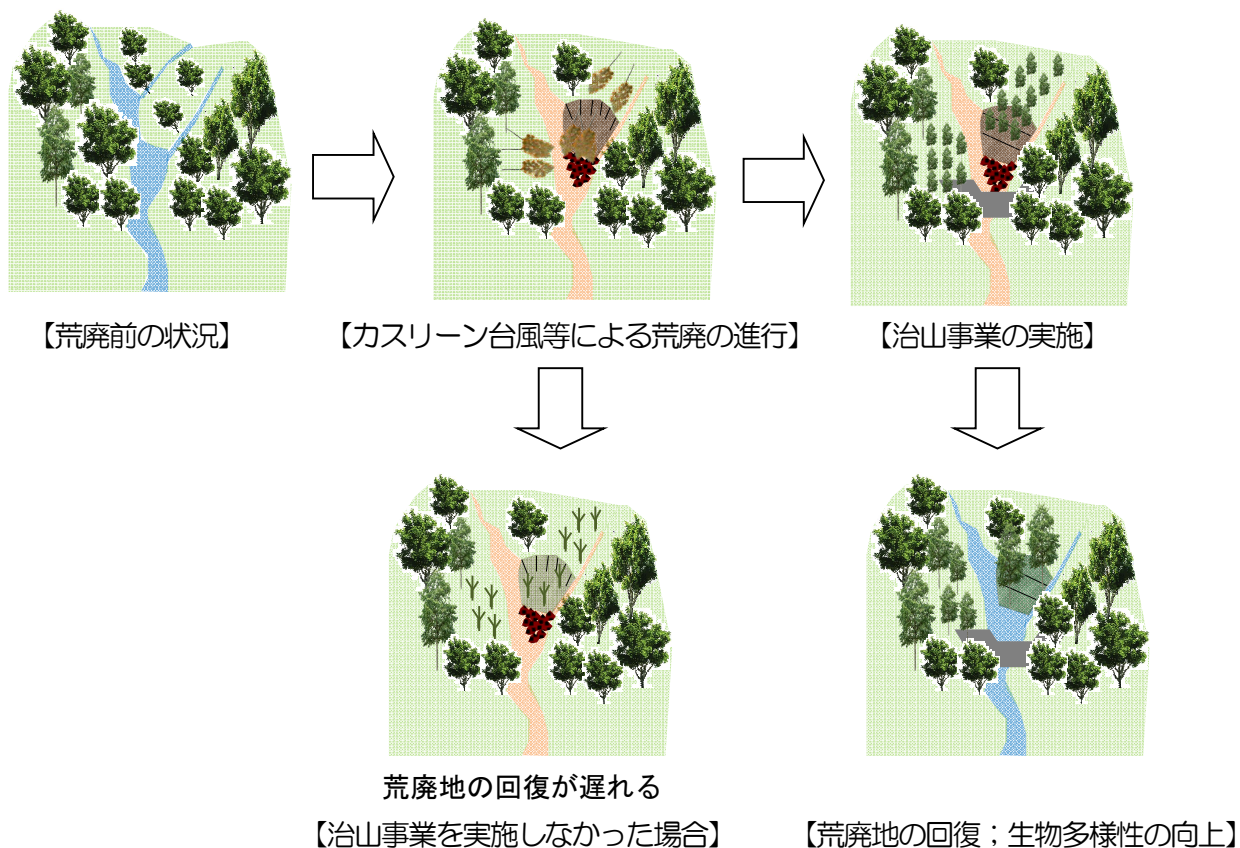 【荒廃前の状況】
【カスリーン台風等による荒廃の進行】
【治山事業の実施】
荒廃地の回復が遅れる
【治山事業を実施しなかった場合】
【荒廃地の回復；生物多様性の向上】